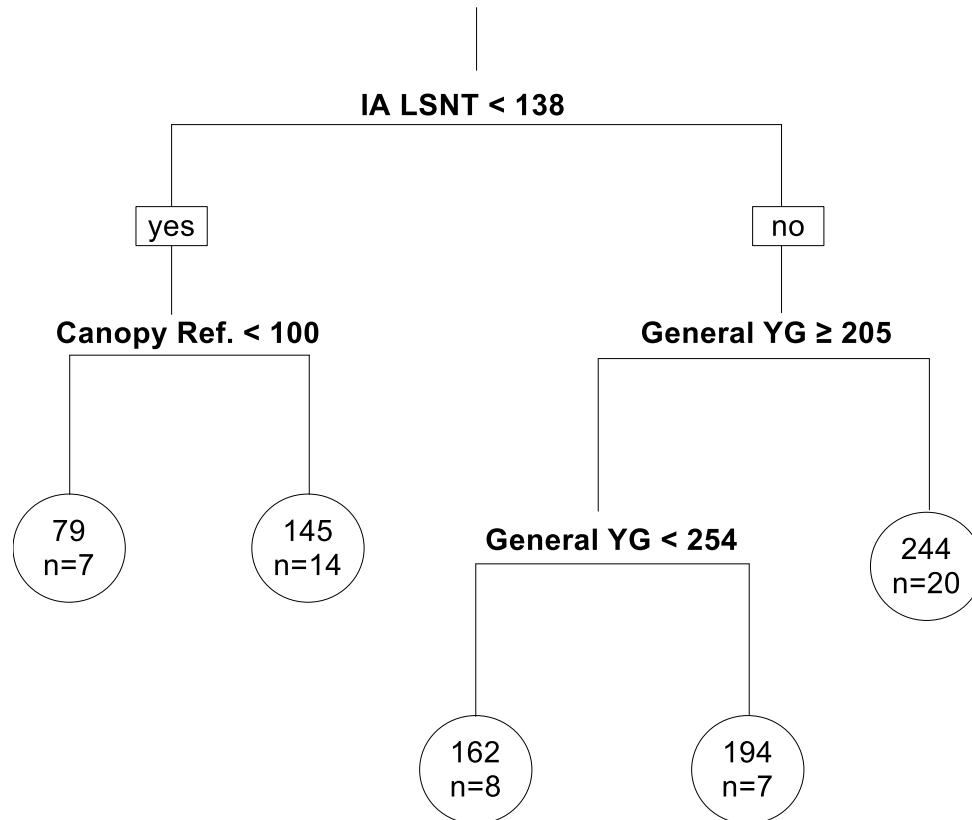 IA LSNT < 138
yes
no
Canopy Ref. < 100
General YG ≥ 205
79
n=7
145
n=14
General YG < 254
244
n=20
162
n=8
194
n=7